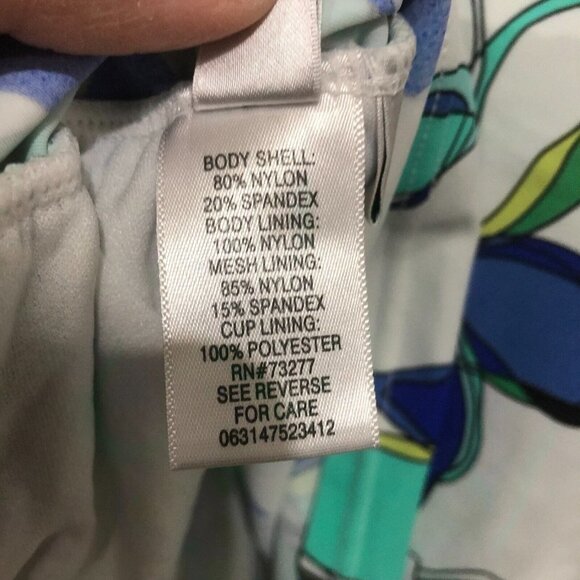 BODY SHELL:
80% NYLON
20% SPANDEX
BODY LINING:
100% NYLON
MESH LINING:
85% NYLON
15% SPANDEX
CUP LINING:
100% POLYESTER
RN#73277
SEE REVERSE
FOR CARE
063147523412